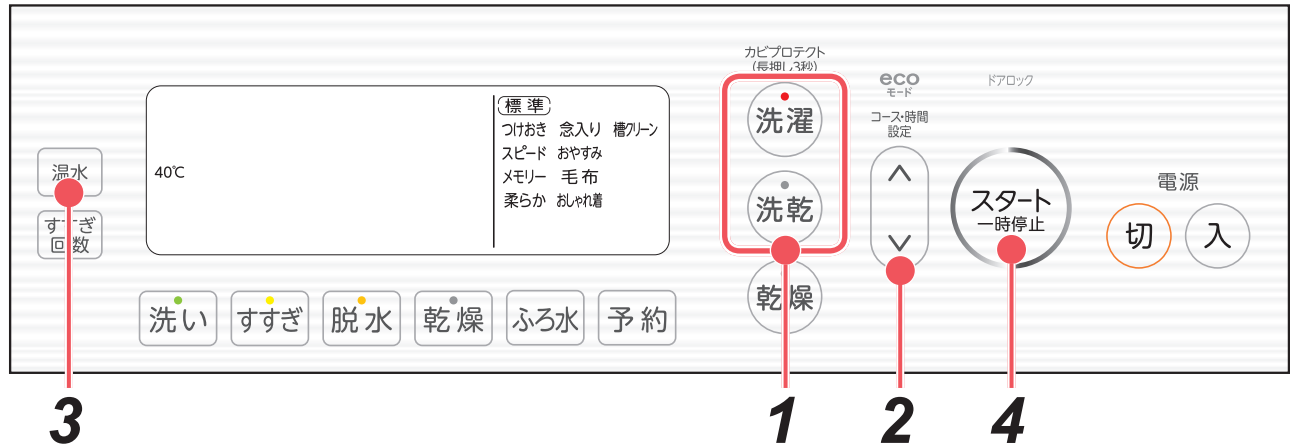 カビプロテクト
(長押し3秒)
eco
モード
ドアロック
コース・時間
設定
洗濯
洗乾
乾燥
標準
つけおき 念入り 槽クリーン
スピード おやすみ
メモリー 毛布
柔らか おしゃれ着
40℃
温水
すすぎ
回数
スタート
一時停止
電源
切 入
洗い すすぎ 脱水 乾燥 ふろ水 予約
3 1 2 4